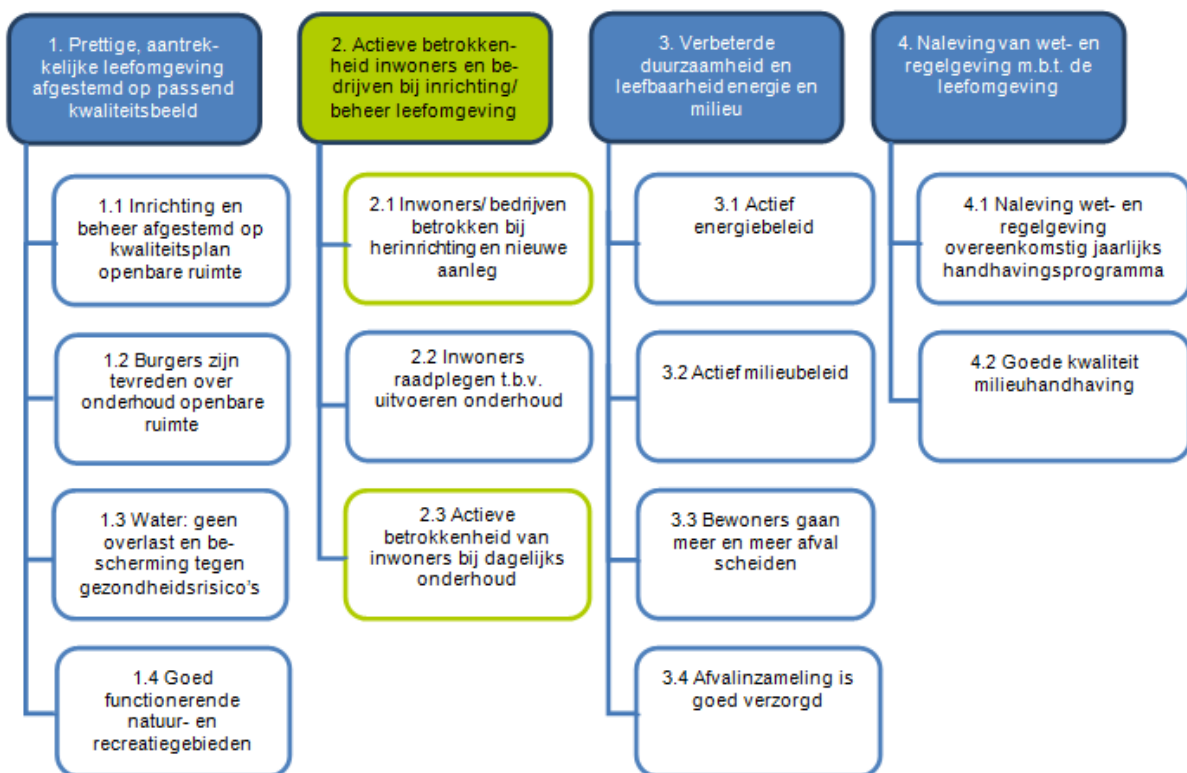 1. Prettige, aantrek-
kelijke leefomgeving
afgestemd op passend
kwaliteitsbeeld
1.1 Inrichting en
beheer afgestemd op
kwaliteitsplan
openbare ruimte
1.2 Burgers zijn
tevreden over
onderhoud openbare
ruimte
1.3 Water: geen
overlast en be-
scherming tegen
gezondheidsrisico's
1.4 Goed
functionerende
natuur- en
recreatiegebieden
2. Actieve betrokken-
heid inwoners en be-
drijven bij inrichting/
beheer leefomgeving
2.1 Inwoners/ bedrijven
betrokken bij
herinrichting en nieuwe
aanleg
2.2 Inwoners
raadplegen t.b.v.
uitvoeren onderhoud
2.3 Actieve
betrokkenheid van
inwoners bij dagelijks
onderhoud
3. Verbeterde
duurzaamheid en
leefbaarheid energie en
milieu
3.1 Actief
energiebeleid
3.2 Actief milieubeleid
3.3 Bewoners gaan
meer en meer afval
scheiden
3.4 Afvalinzameling is
goed verzorgd
4. Naleving van wet- en
regelgeving m.b.t. de
leefomgeving
4.1 Naleving wet- en
regelgeving
overeenkomstig jaarlijks
handhavingsprogramma
4.2 Goede kwaliteit
milieuhandhaving